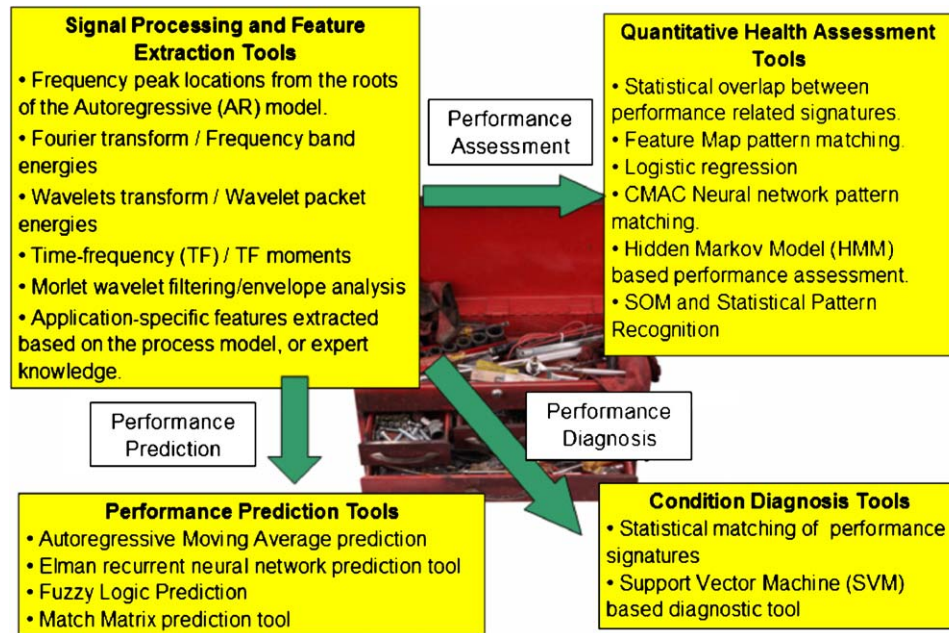 Signal Processing and Feature
Extraction Tools
• Frequency peak locations from the roots
of the Autoregressive (AR) model.
• Fourier transform / Frequency band
energies
• Wavelets transform / Wavelet packet
energies
• Time-frequency (TF) / TF moments
• Morlet wavelet filtering/envelope analysis
• Application-specific features extracted
based on the process model, or expert
knowledge.
Performance
Assessment
Quantitative Health Assessment
Tools
• Statistical overlap between
performance related signatures.
• Feature Map pattern matching.
• Logistic regression
• CMAC Neural network pattern
matching.
• Hidden Markov Model (HMM)
based performance assessment.
• SOM and Statistical Pattern
Recognition
Performance
Prediction
Performance
Diagnosis
Performance Prediction Tools
• Autoregressive Moving Average prediction
• Elman recurrent neural network prediction tool
• Fuzzy Logic Prediction
• Match Matrix prediction tool
Condition Diagnosis Tools
• Statistical matching of performance
signatures
• Support Vector Machine (SVM)
based diagnostic tool